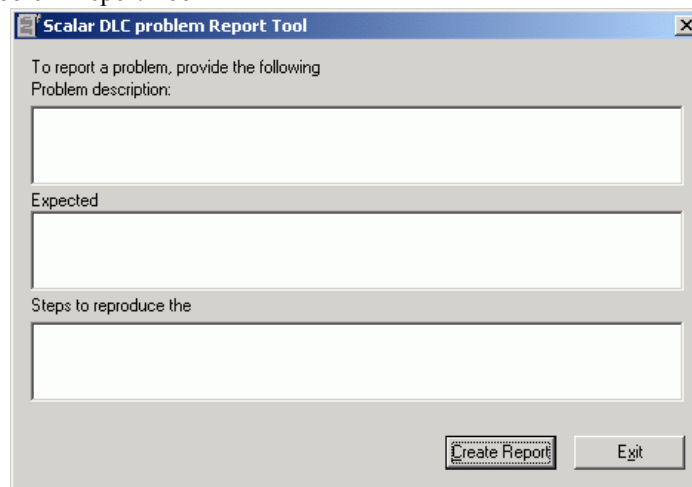 Scalar DLC problem Report Tool
To report a problem, provide the following
Problem description:
Expected
Steps to reproduce the
Create Report
Exit